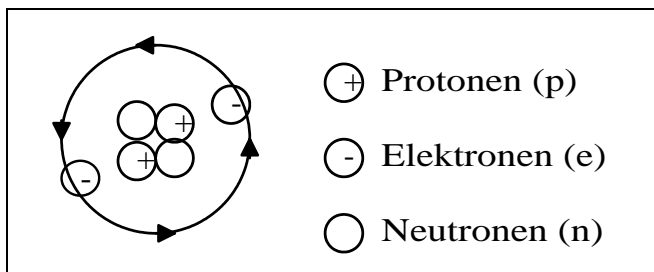 + Protonen (p)
- Elektronen (e)
Neutronen (n)
+
-
+
-